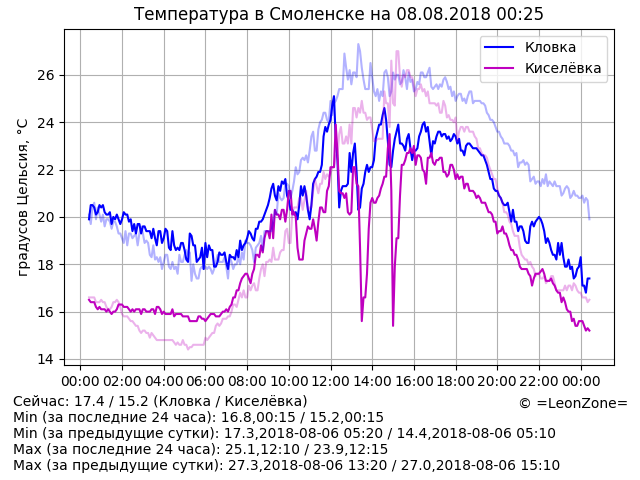 Температура в Смоленске на 08.08.2018 00:25
Кловка
Киселёвка
градусов Цельсия, °C
26
24
22
20
18
16
14
00:00 02:00 04:00 06:00 08:00 10:00 12:00 14:00 16:00 18:00 20:00 22:00 00:00
Сейчас: 17.4 / 15.2 (Кловка / Киселёвка)
© =LeonZone=
Min (за последние 24 часа): 16.8,00:15 / 15.2,00:15
Min (за предыдущие сутки): 17.3,2018-08-06 05:20 / 14.4,2018-08-06 05:10
Max (за последние 24 часа): 25.1,12:10 / 23.9,12:15
Max (за предыдущие сутки): 27.3,2018-08-06 13:20 / 27.0,2018-08-06 15:10